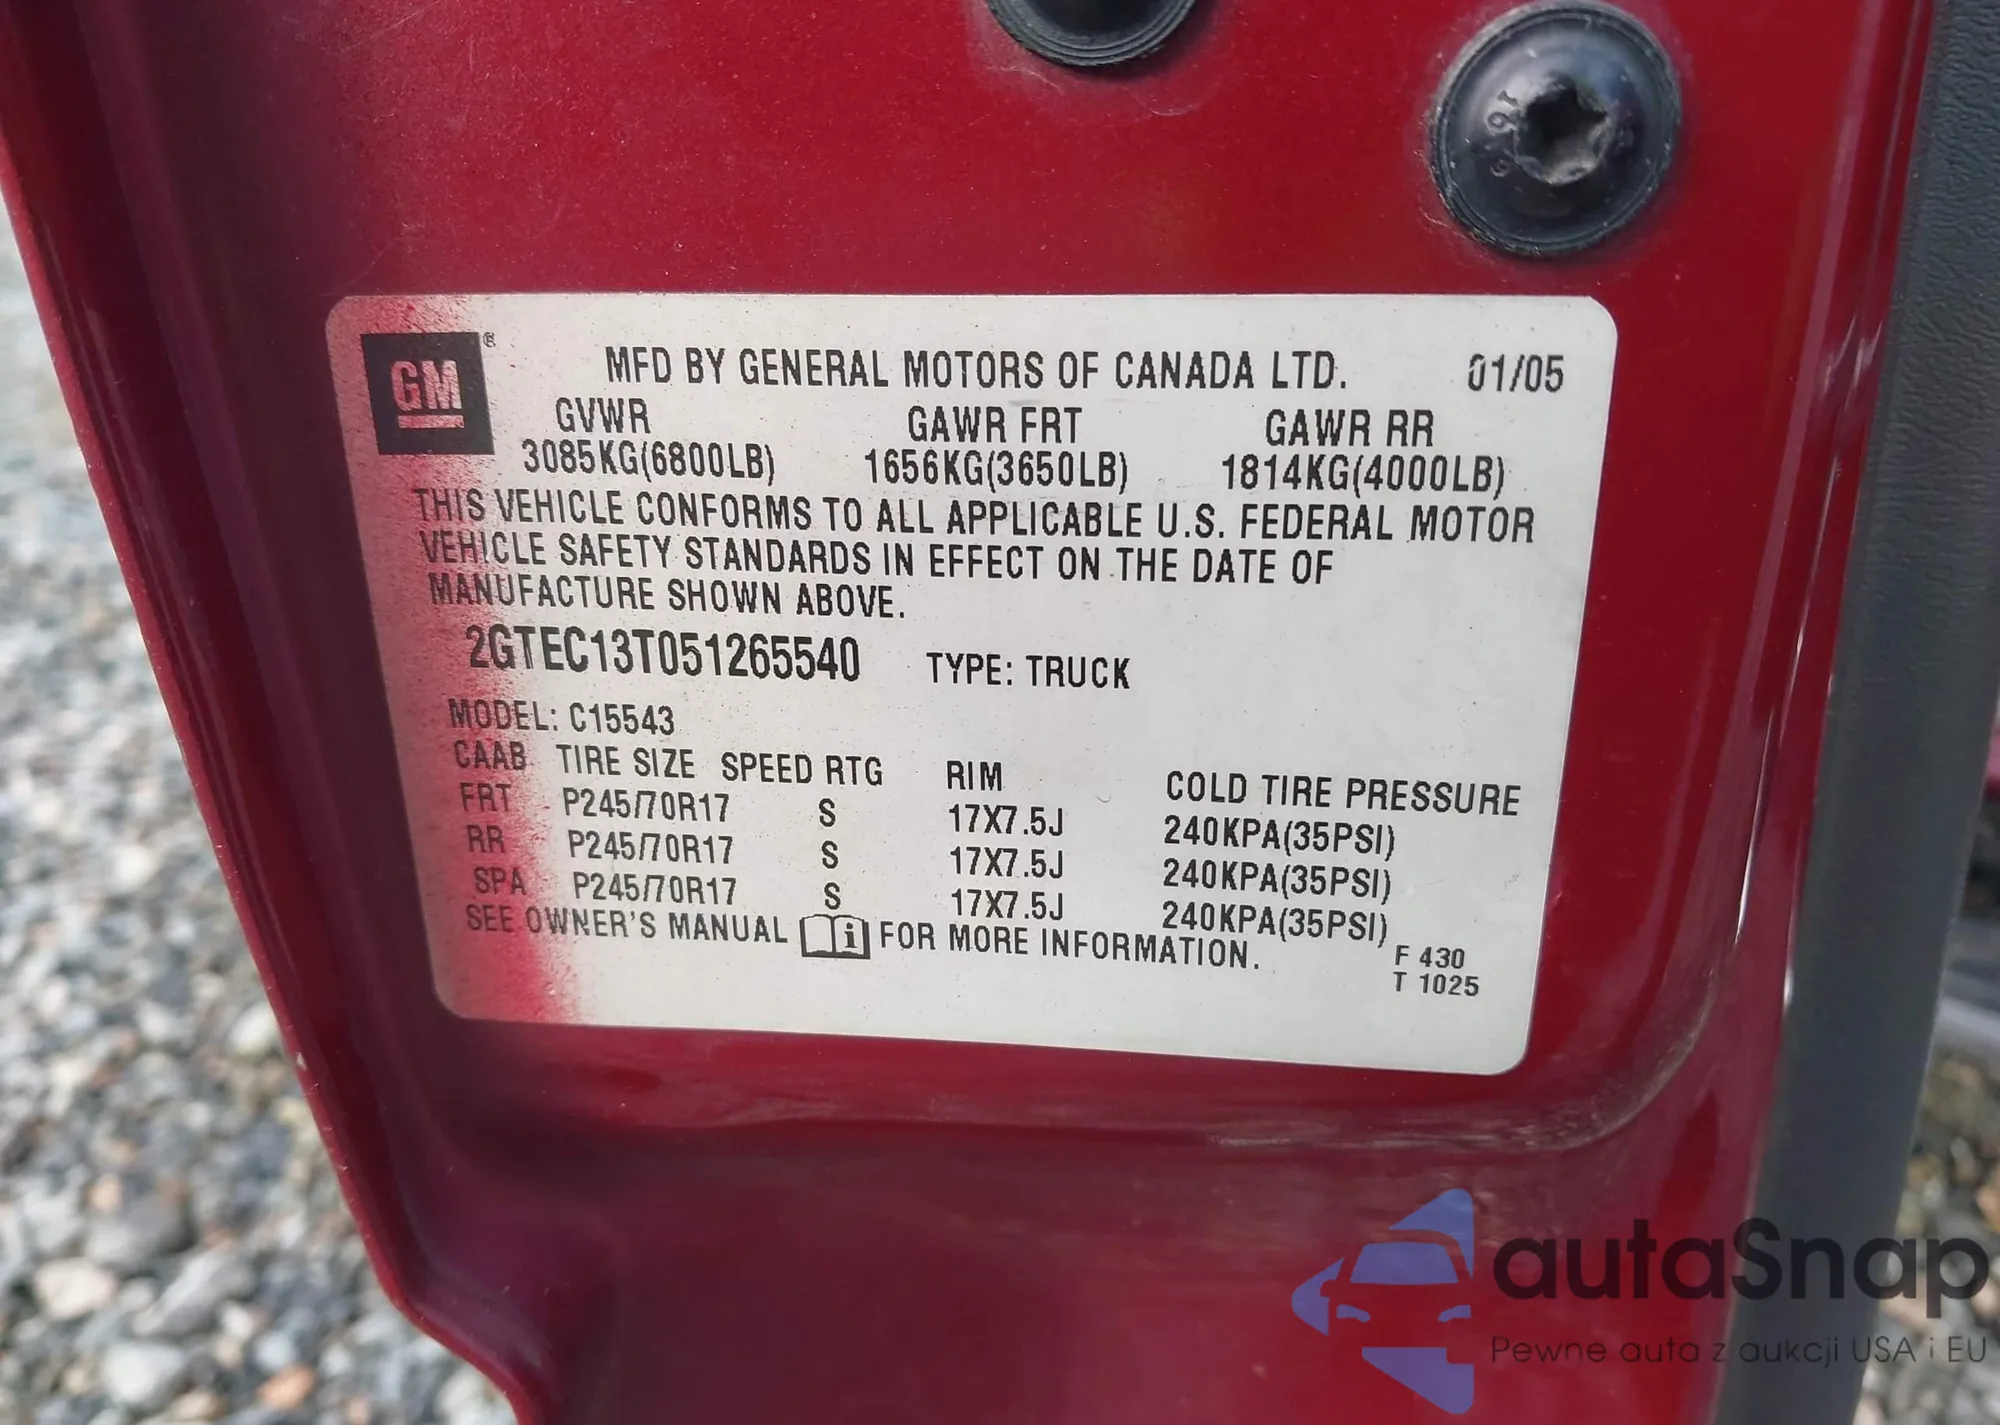 GM®
MFD BY GENERAL MOTORS OF CANADA LTD. 01/05
GVWR GAWR FRT GAWR RR
3085KG(6800LB) 1656KG(3650LB) 1814KG(4000LB)
THIS VEHICLE CONFORMS TO ALL APPLICABLE U.S. FEDERAL MOTOR
VEHICLE SAFETY STANDARDS IN EFFECT ON THE DATE OF
MANUFACTURE SHOWN ABOVE.
2GTEC13T051265540 TYPE: TRUCK
MODEL: C15543
CAAB TIRE SIZE SPEED RTG RIM COLD TIRE PRESSURE
FRT P245/70R17 S 17X7.5J 240KPA(35PSI)
RR P245/70R17 S 17X7.5J 240KPA(35PSI)
SPA P245/70R17 S 17X7.5J 240KPA(35PSI)
SEE OWNER'S MANUAL i FOR MORE INFORMATION.
F 430
T 1025
autaSnap
Pewne auta z aukcji USA i EU